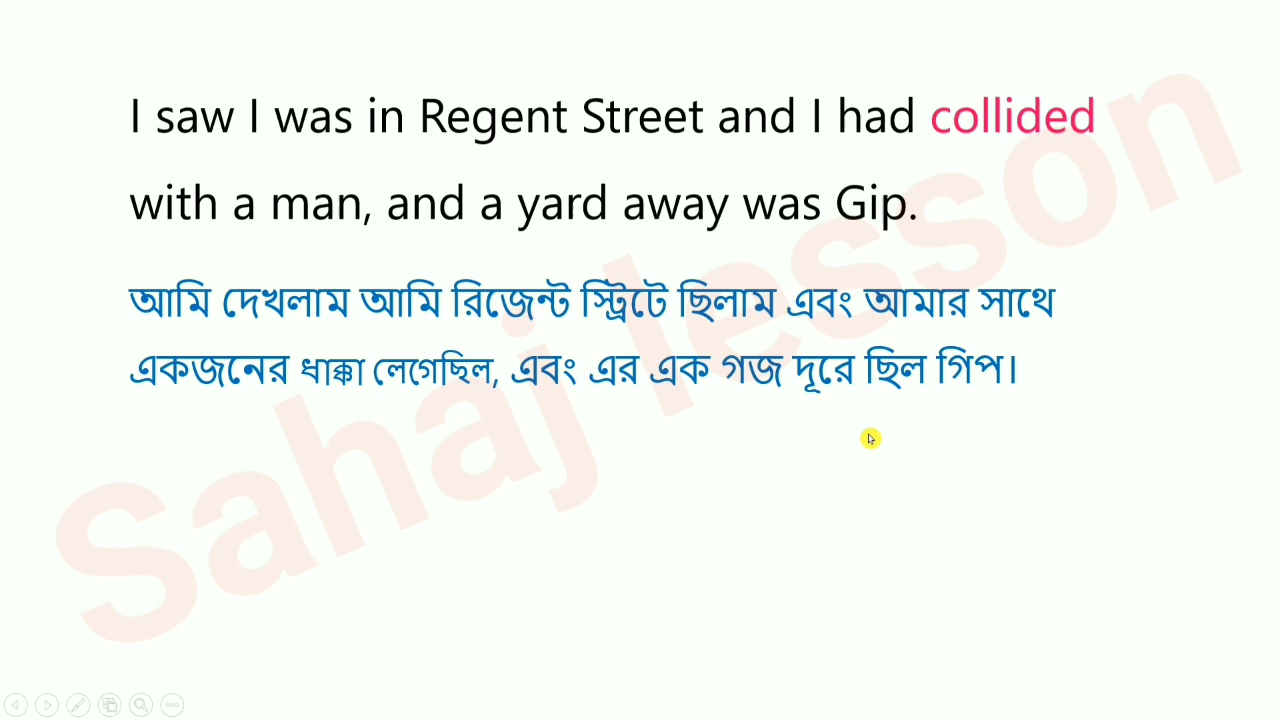 I saw I was in Regent Street and I had collided
with a man, and a yard away was Gip.
আমি দেখলাম আমি রিজেন্ট স্ট্রিটে ছিলাম এবং আমার সাথে
একজনের ধাক্কা লেগেছিল, এবং এর এক গজ দূরে ছিল গিপ।
Sahaj lesson